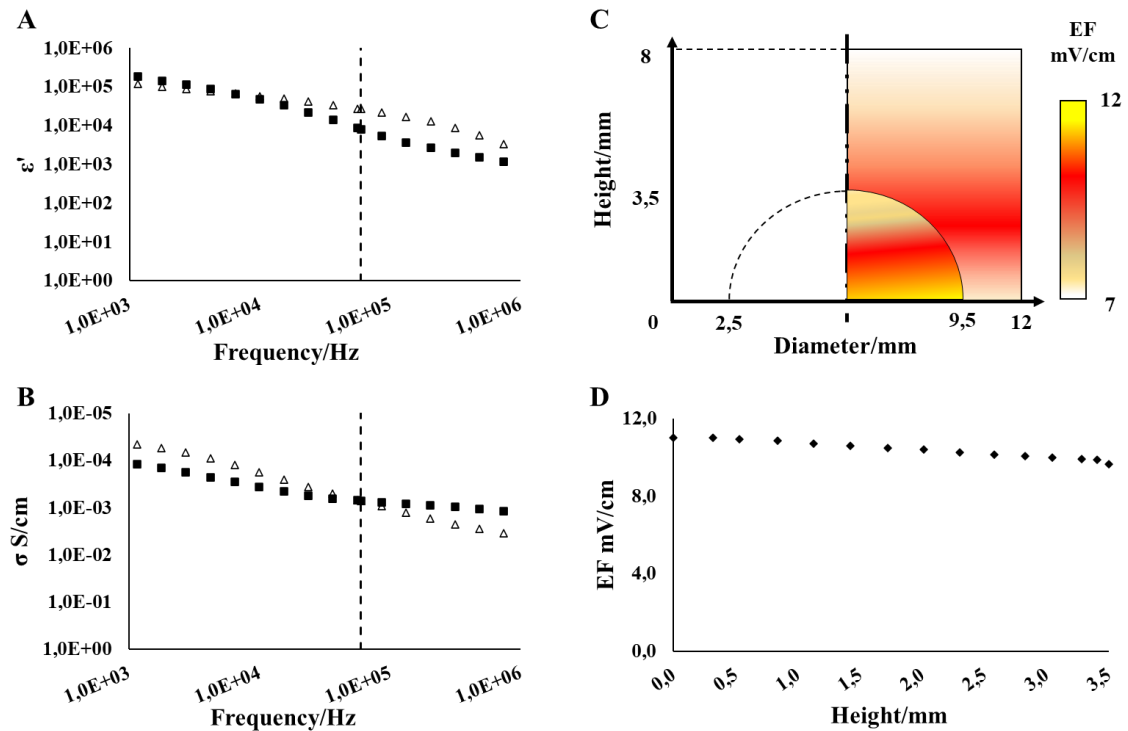 A
1,0E+06
1,0E+05
1,0E+04
1,0E+03
1,0E+02
1,0E+01
1,0E+00
ε'
1,0E+03
1,0E+04
1,0E+05
1,0E+06
Frequency/Hz
C
8
3,5
0
Height/mm
2,5
9,5
12
Diameter/mm
EF
mV/cm
12
7
B
1,0E-05
1,0E-04
1,0E-03
1,0E-02
1,0E-01
1,0E+00
σ S/cm
1,0E+03
1,0E+04
1,0E+05
1,0E+06
Frequency/Hz
D
12,0
8,0
4,0
0,0
EF mV/cm
0,0
0,5
1,0
1,5
2,0
2,5
3,0
3,5
Height/mm